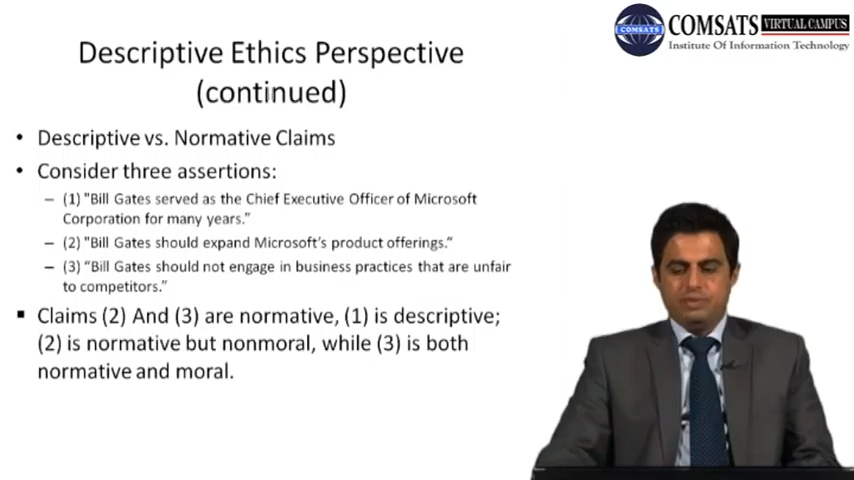 COMSATS VIRTUAL CAMPUS
COMSATS
Institute Of Information Technology
Descriptive Ethics Perspective
(continued)
• Descriptive vs. Normative Claims
• Consider three assertions:
– (1) "Bill Gates served as the Chief Executive Officer of Microsoft
Corporation for many years."
– (2) "Bill Gates should expand Microsoft's product offerings."
– (3) "Bill Gates should not engage in business practices that are unfair
to competitors."
▪ Claims (2) And (3) are normative, (1) is descriptive;
(2) is normative but nonmoral, while (3) is both
normative and moral.